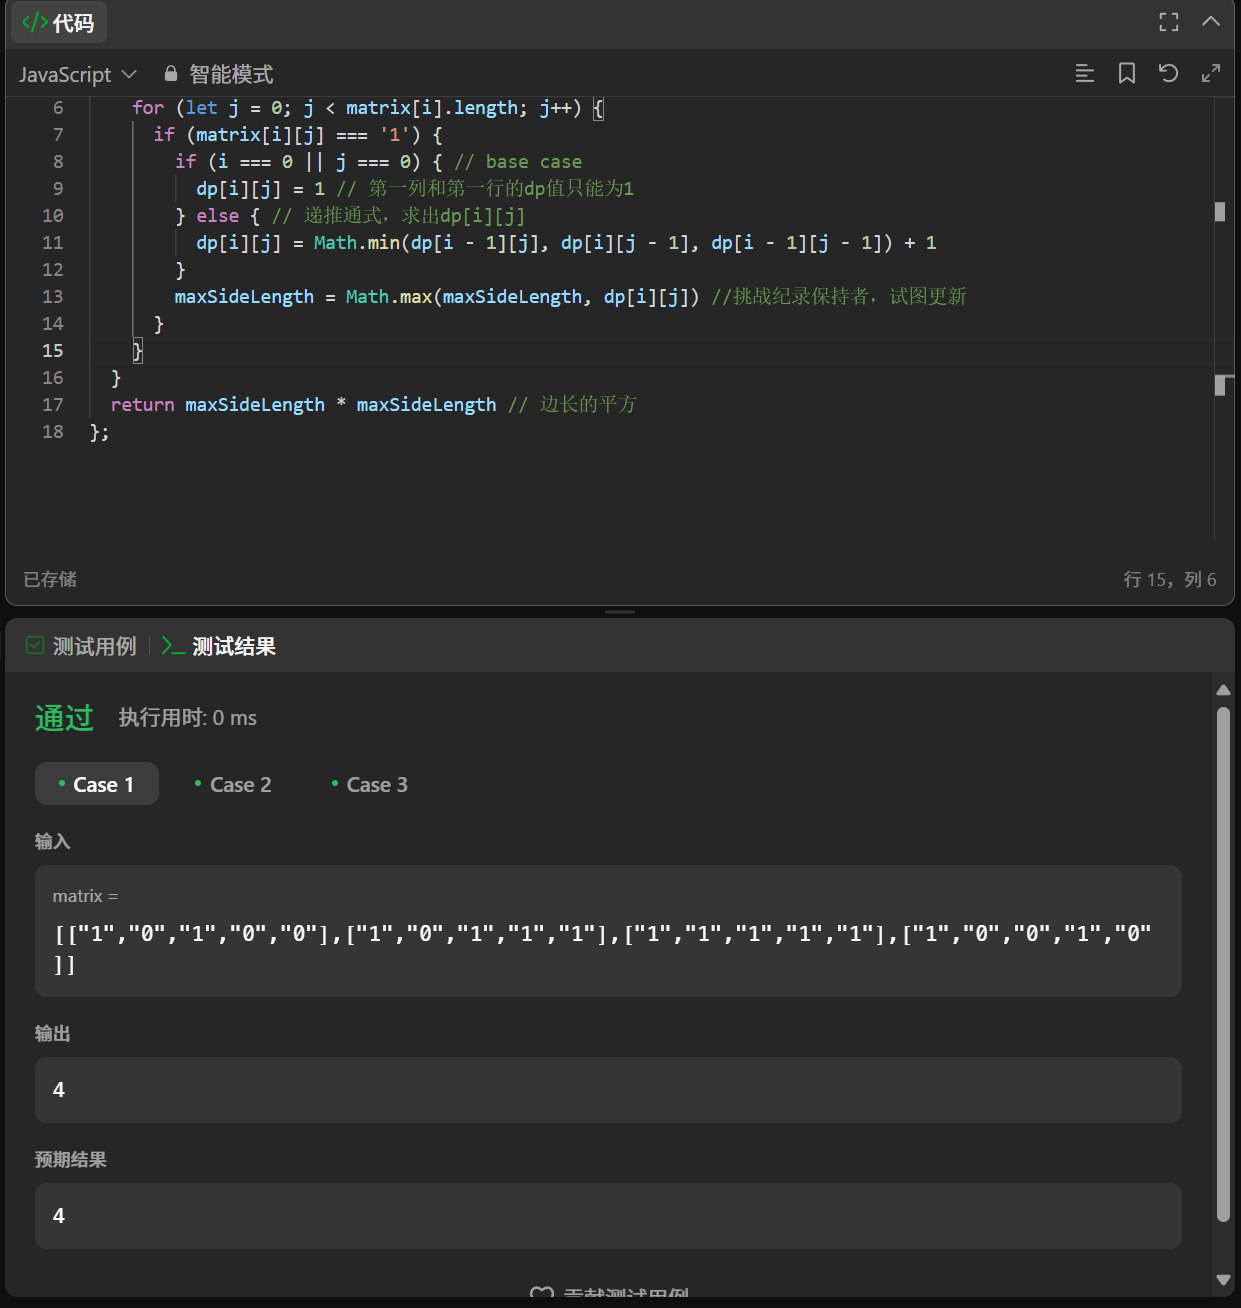 </> 代码
JavaScript 智能模式
6 for (let j = 0; j < matrix[i].length; j++) {
7 if (matrix[i][j] === '1') {
8 if (i === 0 || j === 0) { // base case
9 dp[i][j] = 1 // 第一列和第一行的dp值只能为1
10 } else { // 递推通式，求出dp[i][j]
11 dp[i][j] = Math.min(dp[i - 1][j], dp[i][j - 1], dp[i - 1][j - 1]) + 1
12 }
13 maxSideLength = Math.max(maxSideLength, dp[i][j]) //挑战纪录保持者，试图更新
14 }
15 }
16 }
17 return maxSideLength * maxSideLength // 边长的平方
18 };
已存储 行 15，列 6
测试用例 测试结果
通过 执行用时: 0 ms
Case 1 Case 2 Case 3
输入
matrix =
[["1","0","1","0","0"],["1","0","1","1","1"],["1","1","1","1","1"],["1","0","0","1","0"
]]
输出
4
预期结果
4
贡献测试用例